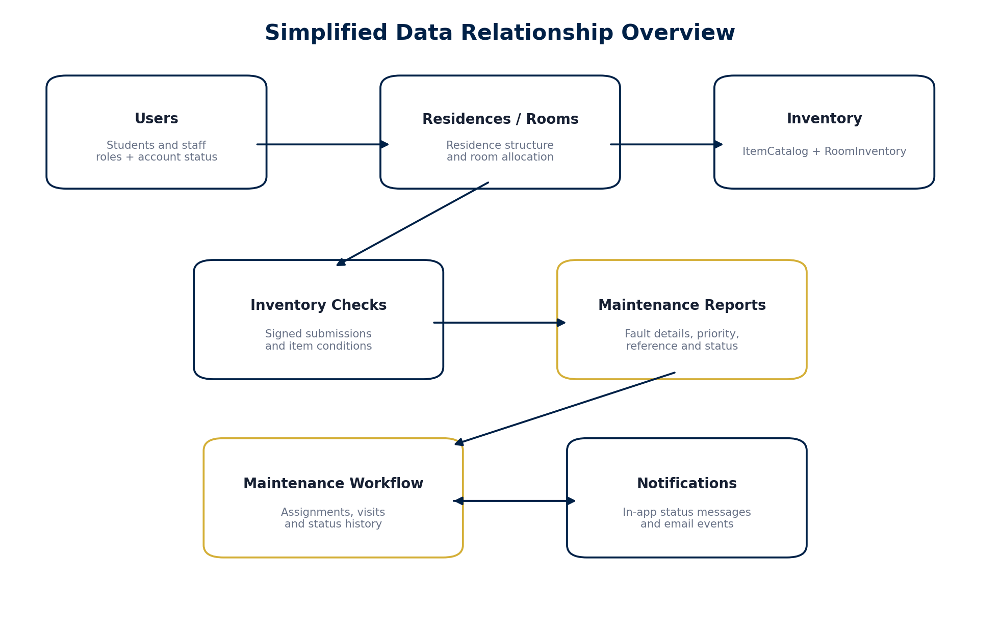 Simplified Data Relationship Overview
Users
Students and staff
roles + account status
Residences / Rooms
Residence structure
and room allocation
Inventory
ItemCatalog + RoomInventory
Inventory Checks
Signed submissions
and item conditions
Maintenance Reports
Fault details, priority,
reference and status
Maintenance Workflow
Assignments, visits
and status history
Notifications
In-app status messages
and email events